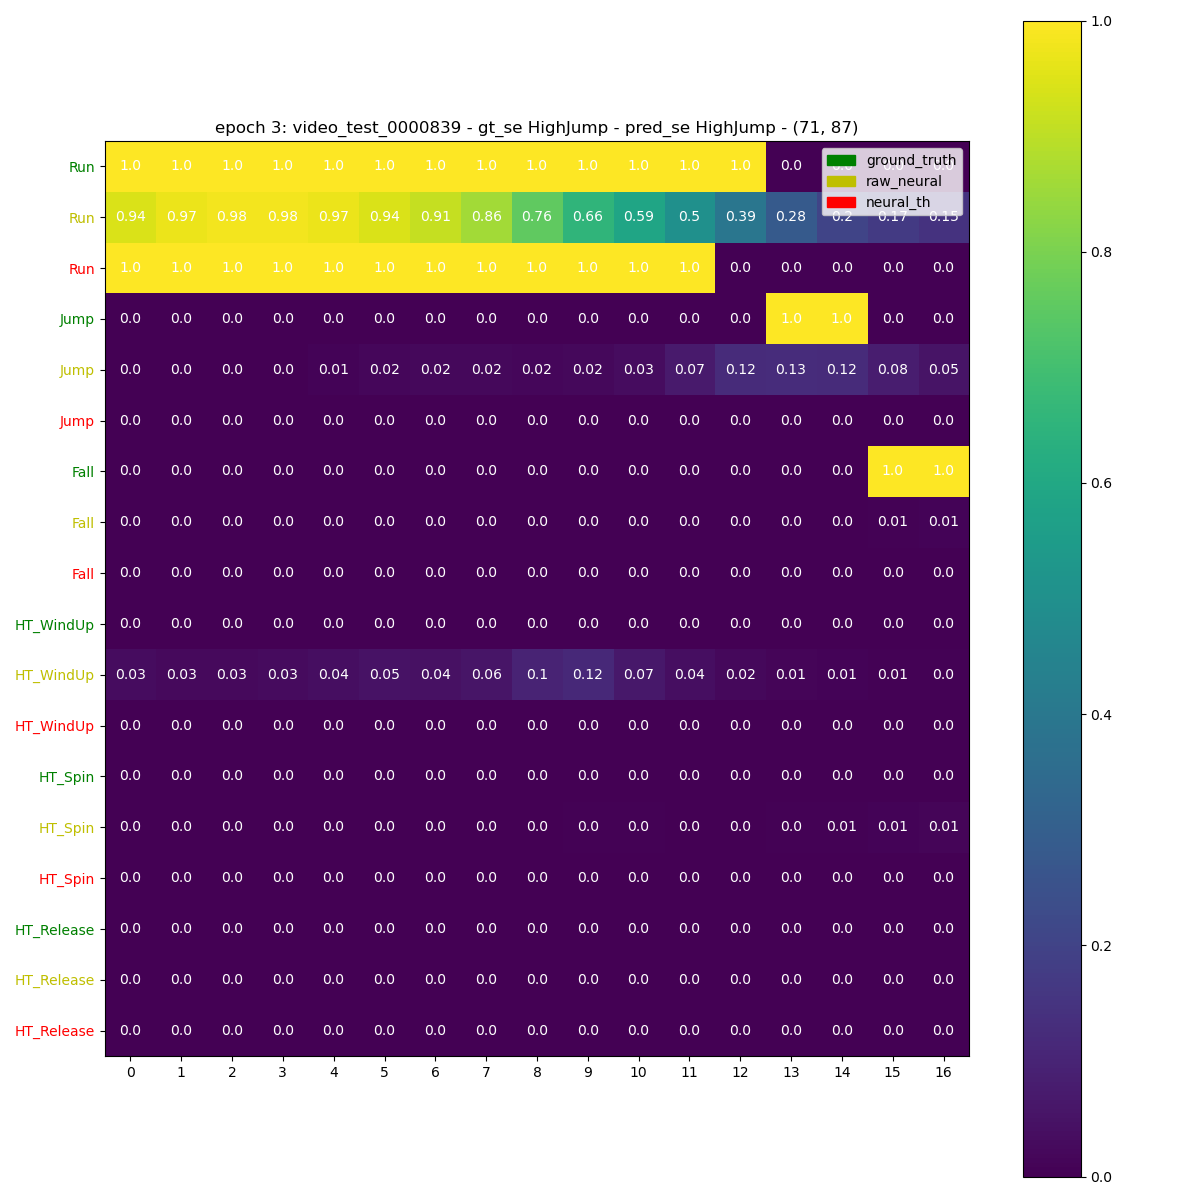 epoch 3: video_test_0000839 - gt_se HighJump - pred_se HighJump - (71, 87)
ground_truth
raw_neural
neural_th
Run 1.0 1.0 1.0 1.0 1.0 1.0 1.0 1.0 1.0 1.0 1.0 1.0 1.0 0.0
Run 0.94 0.97 0.98 0.98 0.97 0.94 0.91 0.86 0.76 0.66 0.59 0.5 0.39 0.28 0.2 0.17 0.15
Run 1.0 1.0 1.0 1.0 1.0 1.0 1.0 1.0 1.0 1.0 1.0 1.0 0.0 0.0 0.0 0.0 0.0
Jump 0.0 0.0 0.0 0.0 0.0 0.0 0.0 0.0 0.0 0.0 0.0 0.0 0.0 1.0 1.0 0.0 0.0
Jump 0.0 0.0 0.0 0.0 0.01 0.02 0.02 0.02 0.02 0.02 0.03 0.07 0.12 0.13 0.12 0.08 0.05
Jump 0.0 0.0 0.0 0.0 0.0 0.0 0.0 0.0 0.0 0.0 0.0 0.0 0.0 0.0 0.0 0.0 0.0
Fall 0.0 0.0 0.0 0.0 0.0 0.0 0.0 0.0 0.0 0.0 0.0 0.0 0.0 0.0 0.0 1.0 1.0
Fall 0.0 0.0 0.0 0.0 0.0 0.0 0.0 0.0 0.0 0.0 0.0 0.0 0.0 0.0 0.0 0.01 0.01
Fall 0.0 0.0 0.0 0.0 0.0 0.0 0.0 0.0 0.0 0.0 0.0 0.0 0.0 0.0 0.0 0.0 0.0
HT_WindUp 0.0 0.0 0.0 0.0 0.0 0.0 0.0 0.0 0.0 0.0 0.0 0.0 0.0 0.0 0.0 0.0 0.0
HT_WindUp 0.03 0.03 0.03 0.03 0.04 0.05 0.04 0.06 0.1 0.12 0.07 0.04 0.02 0.01 0.01 0.01 0.0
HT_WindUp 0.0 0.0 0.0 0.0 0.0 0.0 0.0 0.0 0.0 0.0 0.0 0.0 0.0 0.0 0.0 0.0 0.0
HT_Spin 0.0 0.0 0.0 0.0 0.0 0.0 0.0 0.0 0.0 0.0 0.0 0.0 0.0 0.0 0.0 0.0 0.0
HT_Spin 0.0 0.0 0.0 0.0 0.0 0.0 0.0 0.0 0.0 0.0 0.0 0.0 0.0 0.0 0.01 0.01 0.01
HT_Spin 0.0 0.0 0.0 0.0 0.0 0.0 0.0 0.0 0.0 0.0 0.0 0.0 0.0 0.0 0.0 0.0 0.0
HT_Release 0.0 0.0 0.0 0.0 0.0 0.0 0.0 0.0 0.0 0.0 0.0 0.0 0.0 0.0 0.0 0.0 0.0
HT_Release 0.0 0.0 0.0 0.0 0.0 0.0 0.0 0.0 0.0 0.0 0.0 0.0 0.0 0.0 0.0 0.0 0.0
HT_Release 0.0 0.0 0.0 0.0 0.0 0.0 0.0 0.0 0.0 0.0 0.0 0.0 0.0 0.0 0.0 0.0 0.0
0 1 2 3 4 5 6 7 8 9 10 11 12 13 14 15 16
1.0
0.8
0.6
0.4
0.2
0.0